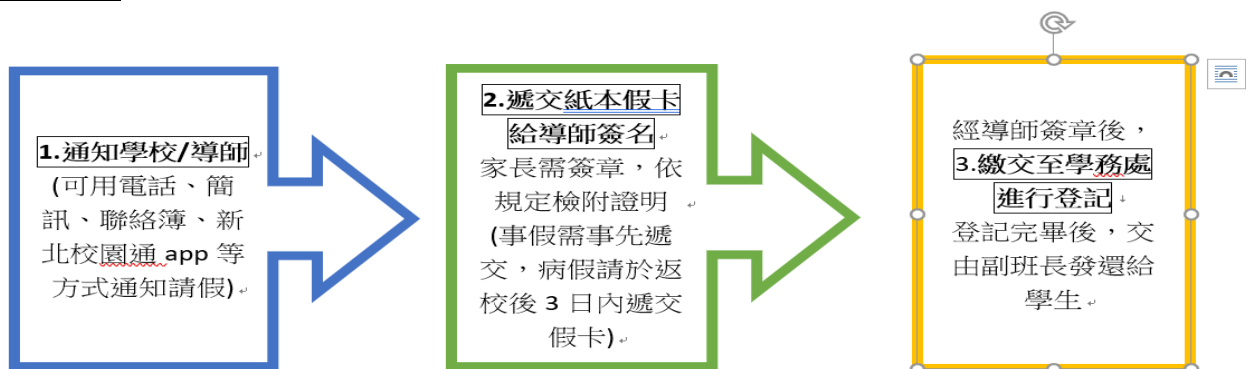 1.通知學校/導師
(可用電話、簡
訊、聯絡簿、新
北校園通 app 等
方式通知請假)
2.遞交紙本假卡
給導師簽名
家長需簽章，依
規定檢附證明
(事假需事先遞
交，病假請於返
校後 3 日內遞交
假卡)
經導師簽章後，
3.繳交至學務處
進行登記
登記完畢後，交
由副班長發還給
學生